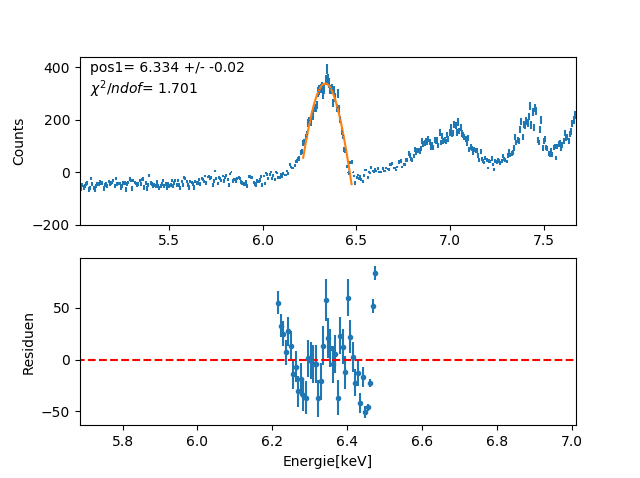 400
200
0
−200
Counts
pos1= 6.334 +/- -0.02
χ²/ndof= 1.701
5.5 6.0 6.5 7.0 7.5
50
0
−50
Residuen
5.8 6.0 6.2 6.4 6.6 6.8 7.0
Energie[keV]